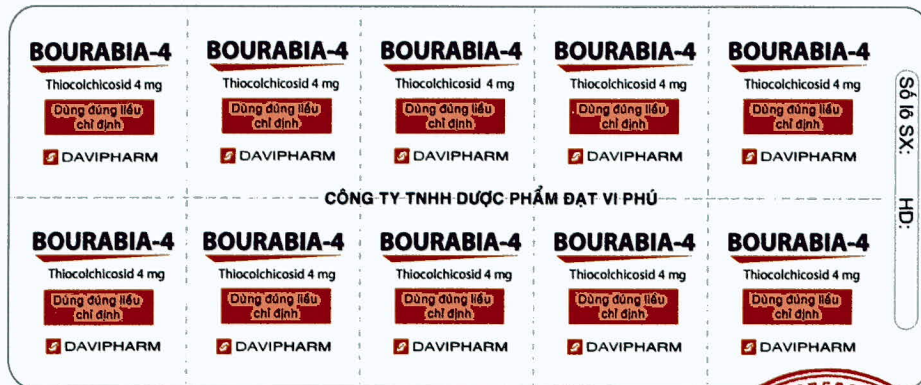 BOURABIA-4 BOURABIA-4 BOURABIA-4 BOURABIA-4 BOURABIA-4
Thiocolchicosid 4 mg Thiocolchicosid 4 mg Thiocolchicosid 4 mg Thiocolchicosid 4 mg Thiocolchicosid 4 mg
Dùng đúng liều Dùng đúng liều Dùng đúng liều Dùng đúng liều Dùng đúng liều
chỉ định chỉ định chỉ định chỉ định chỉ định
DAVIPHARM DAVIPHARM DAVIPHARM DAVIPHARM DAVIPHARM
CÔNG TY TNHH DƯỢC PHẨM ĐẠT VI PHÚ
BOURABIA-4 BOURABIA-4 BOURABIA-4 BOURABIA-4 BOURABIA-4
Thiocolchicosid 4 mg Thiocolchicosid 4 mg Thiocolchicosid 4 mg Thiocolchicosid 4 mg Thiocolchicosid 4 mg
Dùng đúng liều Dùng đúng liều Dùng đúng liều Dùng đúng liều Dùng đúng liều
chỉ định chỉ định chỉ định chỉ định chỉ định
DAVIPHARM DAVIPHARM DAVIPHARM DAVIPHARM DAVIPHARM
Số lô SX: HD: